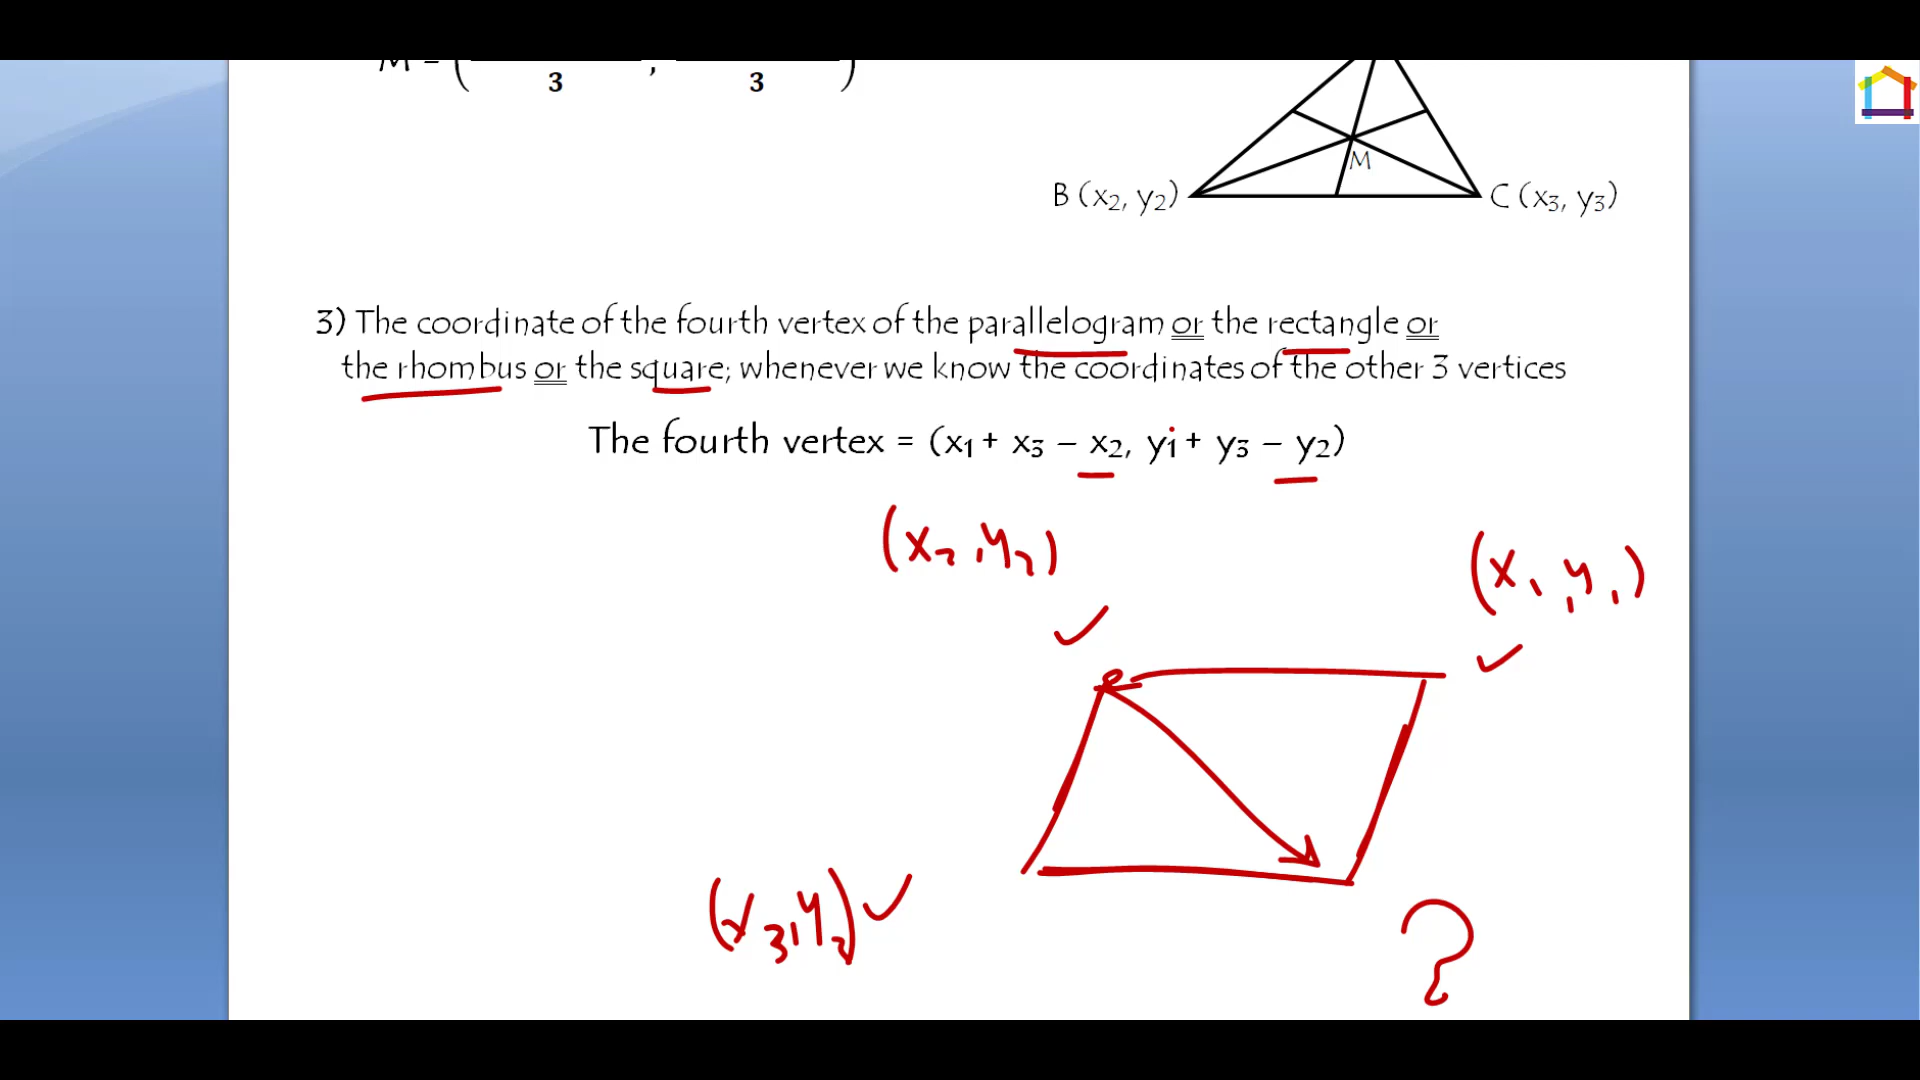 M = ( 3 , 3 )
M
B (x₂, y₂)
C (x₃, y₃)
3) The coordinate of the fourth vertex of the parallelogram or the rectangle or
the rhombus or the square; whenever we know the coordinates of the other 3 vertices
The fourth vertex = (x₁ + x₃ – x₂, y₁ + y₃ – y₂)
(x₂, y₂)
(x₁, y₁)
(x₃, y₃)
?